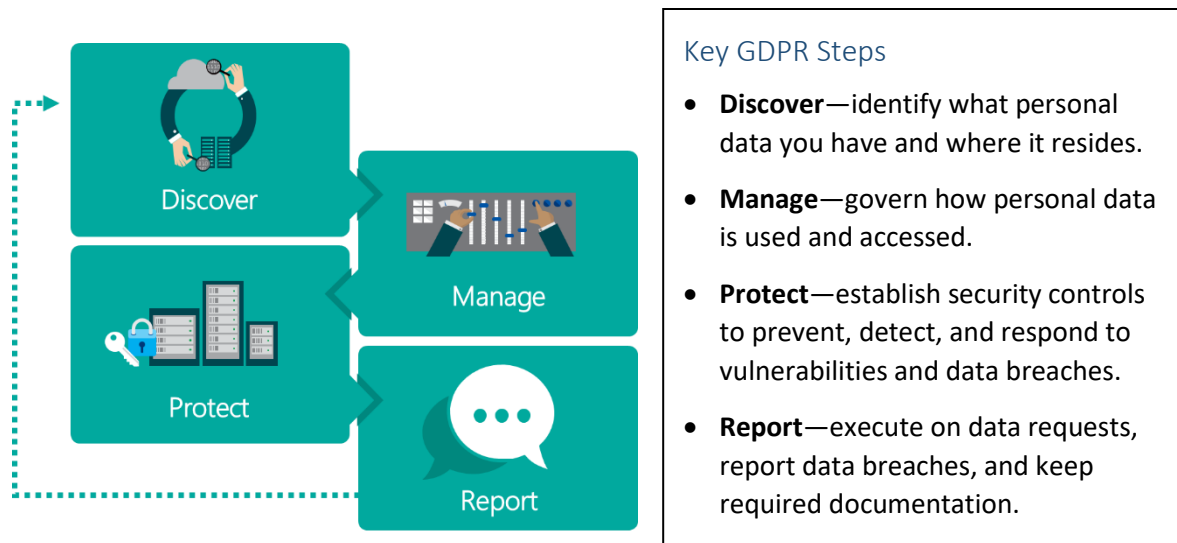 Discover
Manage
Protect
Report
Key GDPR Steps
• Discover—identify what personal
data you have and where it resides.
• Manage—govern how personal data
is used and accessed.
• Protect—establish security controls
to prevent, detect, and respond to
vulnerabilities and data breaches.
• Report—execute on data requests,
report data breaches, and keep
required documentation.